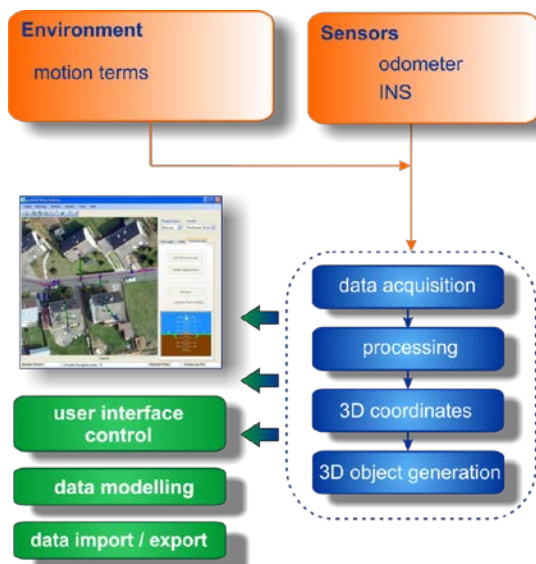 Environment
motion terms
Sensors
odometer
INS
data acquisition
processing
3D coordinates
3D object generation
user interface
control
data modelling
data import / export